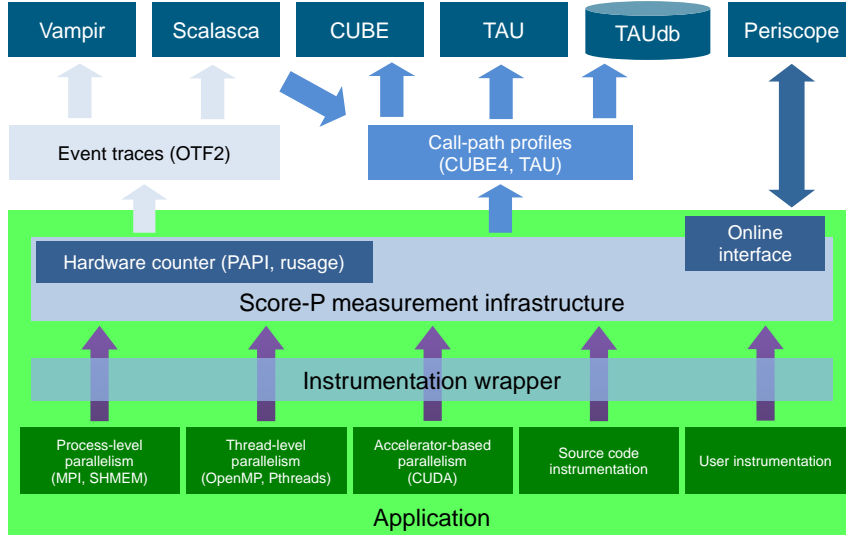 Vampir
Scalasca
CUBE
TAU
TAUdb
Periscope
Event traces (OTF2)
Call-path profiles
(CUBE4, TAU)
Online
interface
Hardware counter (PAPI, rusage)
Score-P measurement infrastructure
Instrumentation wrapper
Process-level
parallelism
(MPI, SHMEM)
Thread-level
parallelism
(OpenMP, Pthreads)
Accelerator-based
parallelism
(CUDA)
Source code
instrumentation
User instrumentation
Application